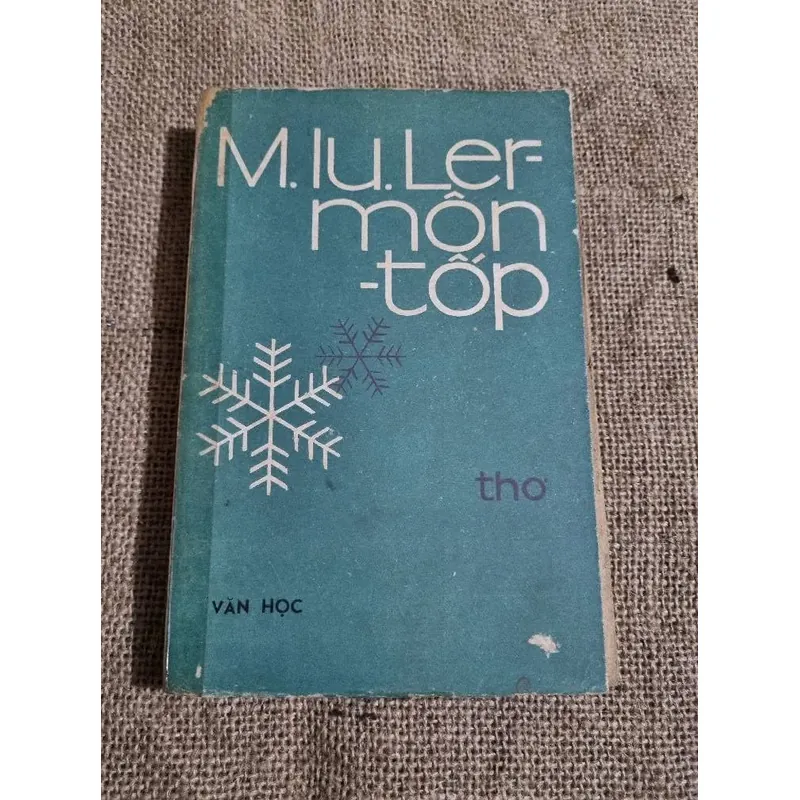 M.Iu.Ler-
môn
-tốp
thơ
VĂN HỌC